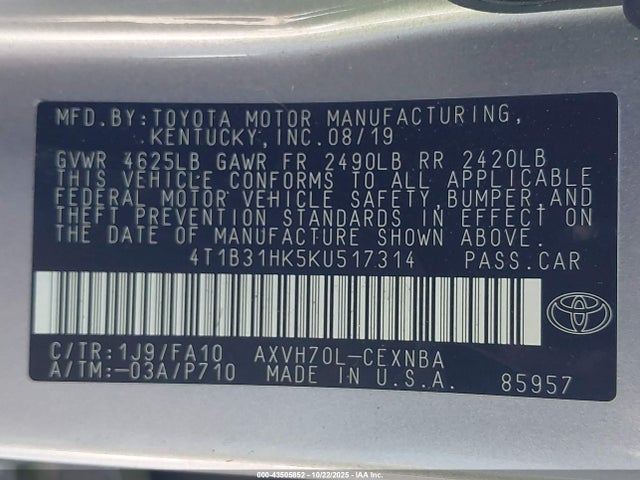 MFD.BY:TOYOTA MOTOR MANUFACTURING,
KENTUCKY,INC.08/19
GVWR 4625LB GAWR FR 2490LB RR 2420LB
THIS VEHICLE CONFORMS TO ALL APPLICABLE
FEDERAL MOTOR VEHICLE SAFETY,BUMPER,AND
THEFT PREVENTION STANDARDS IN EFFECT ON
THE DATE OF MANUFACTURE SHOWN ABOVE.
4T1B31HK5KU517314 PASS.CAR
C/TR:1J9/FA10 AXVH70L-CEXNBA
A/TM:-03A/P710 MADE IN U.S.A. 85957
000-43505852 - 10/22/2025 - IAAI